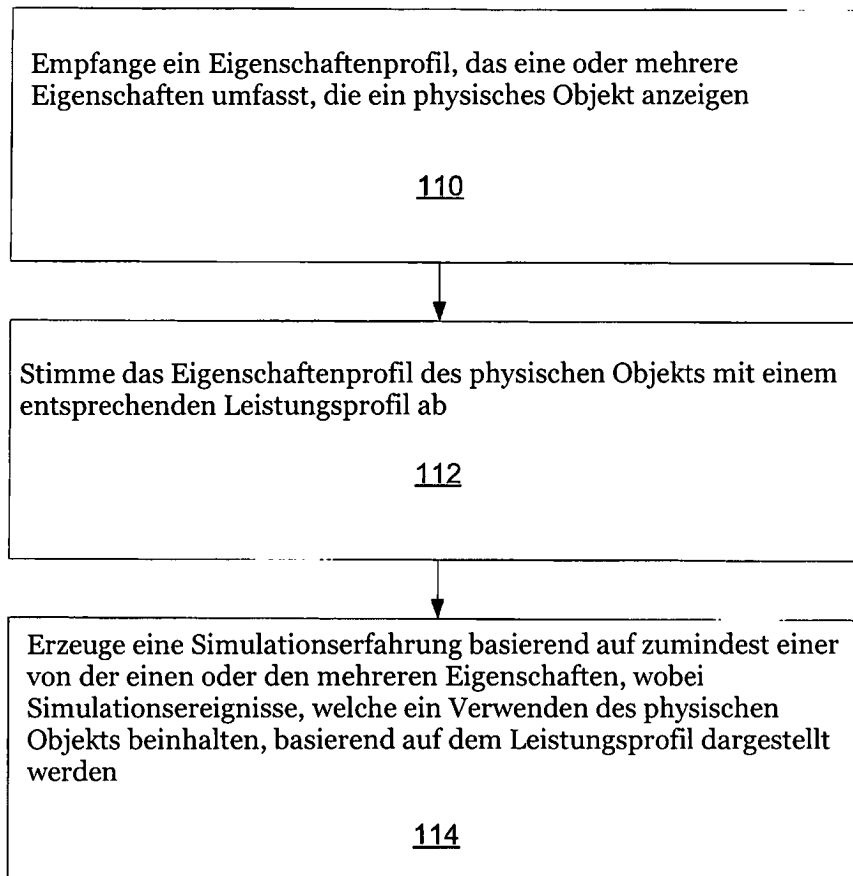 Empfange ein Eigenschaftenprofil, das eine oder mehrere
Eigenschaften umfasst, die ein physisches Objekt anzeigen
110
Stimme das Eigenschaftenprofil des physischen Objekts mit einem
entsprechenden Leistungsprofil ab
112
Erzeuge eine Simulationserfahrung basierend auf zumindest einer
von der einen oder den mehreren Eigenschaften, wobei
Simulationsereignisse, welche ein Verwenden des physischen
Objekts beinhalten, basierend auf dem Leistungsprofil dargestellt
werden
114